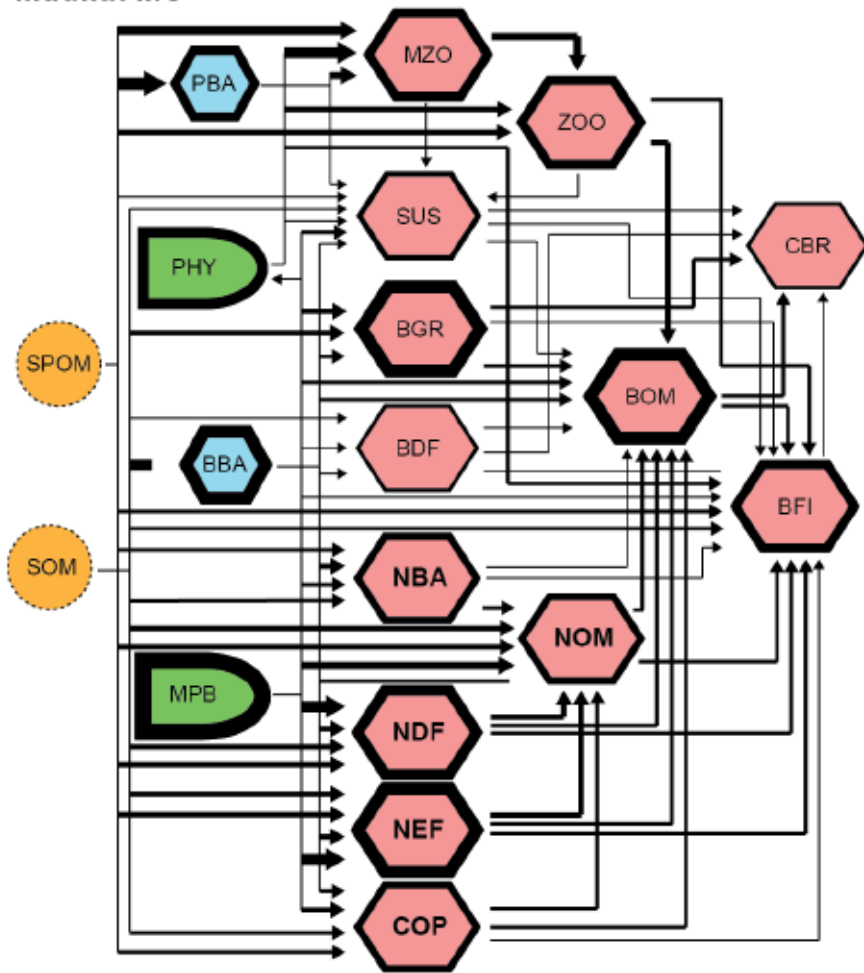 MZO
PBA
ZOO
SUS
CBR
PHY
BGR
SPOM
BOM
BDF
BBA
BFI
SOM
NBA
NOM
MPB
NDF
NEF
COP